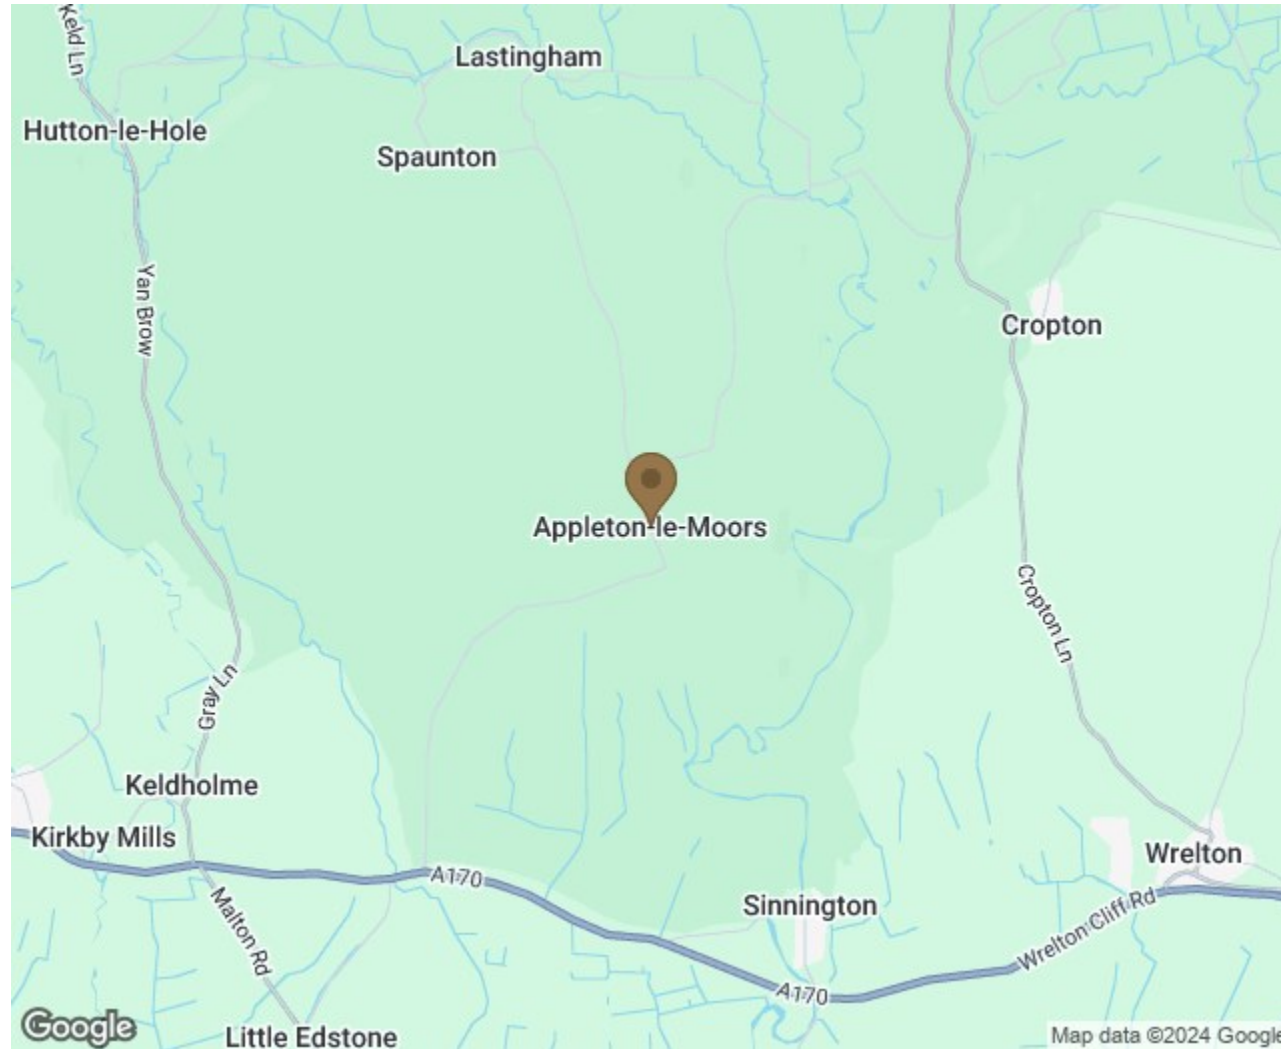 Keld Ln
Lastingham
Hutton-le-Hole
Spaunton
Yan Brow
Cropton
Appleton-le-Moors
Cropton Ln
Gray Ln
Keldholme
Kirkby Mills
Wrelton
A170
Malton Rd
Sinnington
Wrelton Cliff Rd
A170
Little Edstone
Google
Map data ©2024 Google